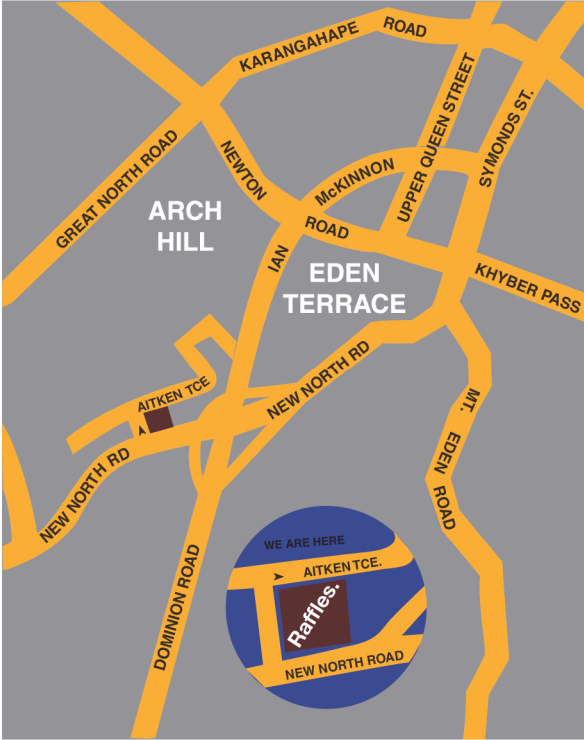 KARANGAHAPE
ROAD
UPPER QUEEN STREET
SYMONDS ST.
GREAT NORTH ROAD
NEWTON
ROAD
McKINNON
IAN
ARCH
HILL
EDEN
TERRACE
KHYBER PASS
AITKEN TCE
NEW NORTH RD
NEW NORTH RD
MT. EDEN ROAD
DOMINION ROAD
WE ARE HERE
AITKEN TCE.
Raffles.
NEW NORTH ROAD